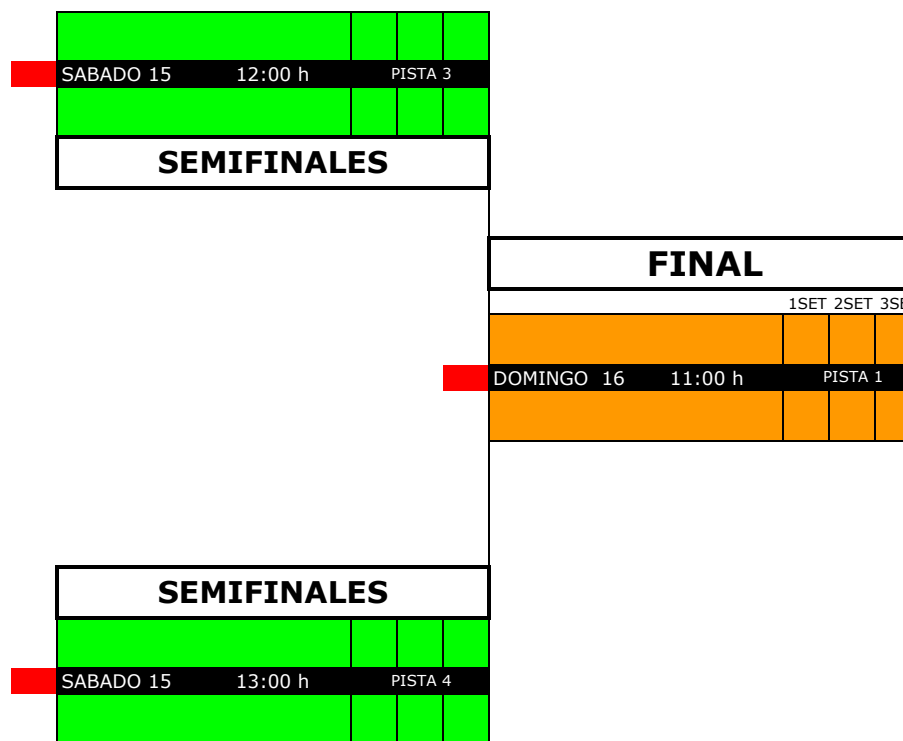 SABADO 15 12:00 h PISTA 3
SEMIFINALES
FINAL
1SET 2SET 3SE
DOMINGO 16 11:00 h PISTA 1
SEMIFINALES
SABADO 15 13:00 h PISTA 4